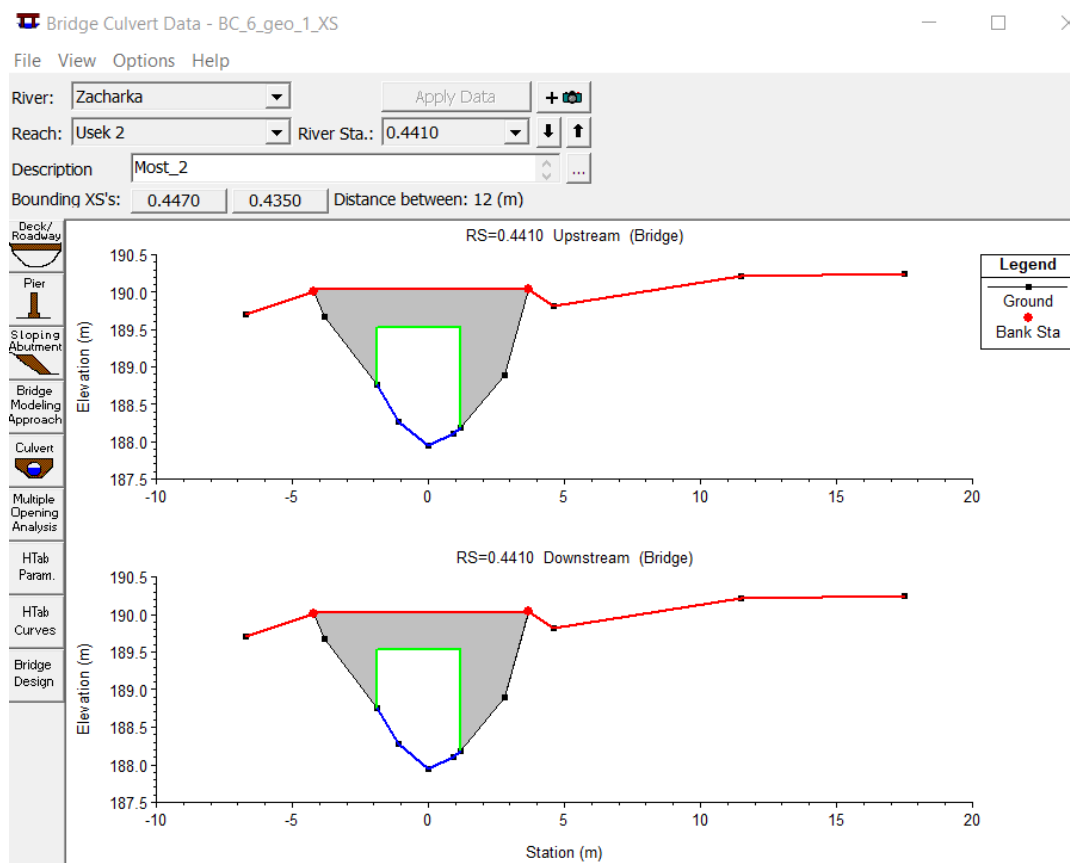 Bridge Culvert Data - BC_6_geo_1_XS
File View Options Help
River: Zacharka Apply Data +
Reach: Usek 2 River Sta.: 0.4410
Description Most_2 ...
Bounding XS's: 0.4470 0.4350 Distance between: 12 (m)
Deck/
Roadway
Pier
Sloping
Abutment
Bridge
Modeling
Approach
Culvert
Multiple
Opening
Analysis
HTab
Param.
HTab
Curves
Bridge
Design
RS=0.4410 Upstream (Bridge)
190.5
190.0
189.5
189.0
188.5
188.0
187.5
Elevation (m)
-10 -5 0 5 10 15 20
Legend
Ground
Bank Sta
RS=0.4410 Downstream (Bridge)
190.5
190.0
189.5
189.0
188.5
188.0
187.5
Elevation (m)
-10 -5 0 5 10 15 20
Station (m)